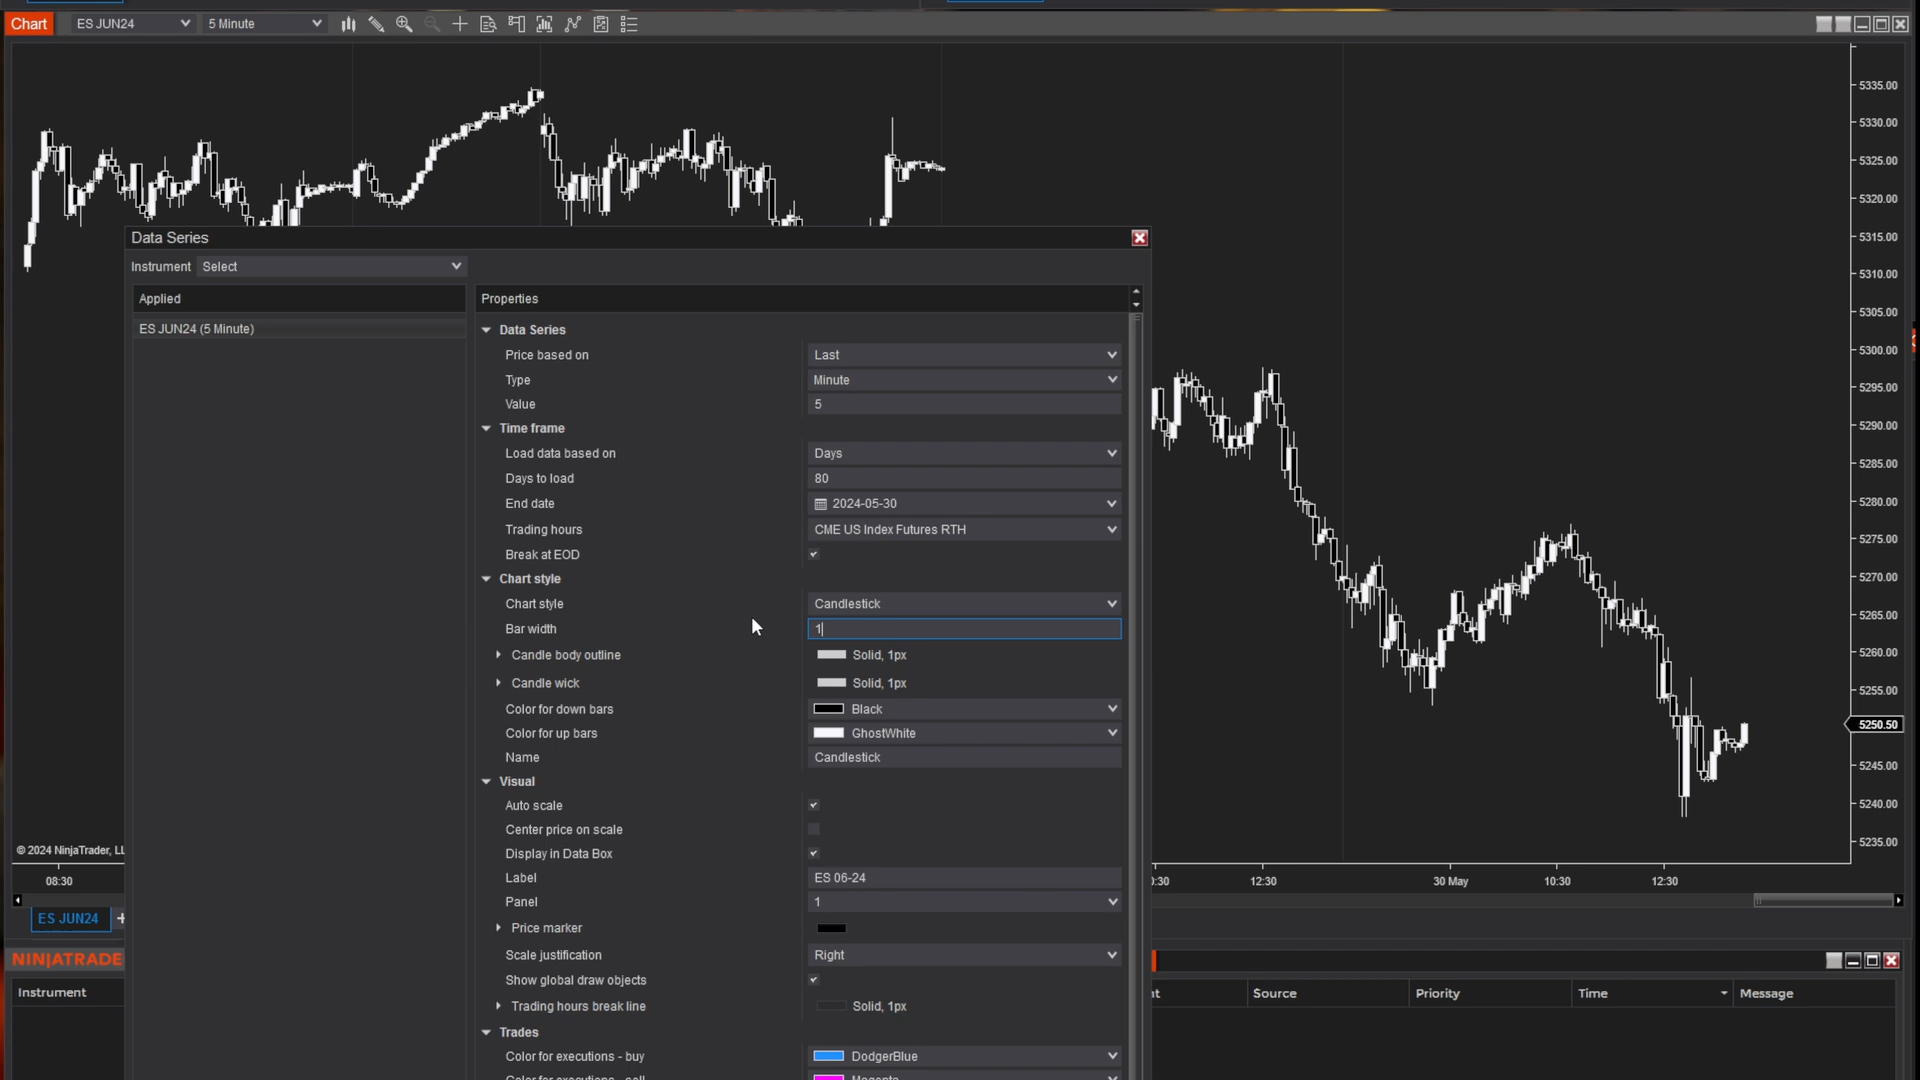 Chart ES JUN24 5 Minute
5335.00
5330.00
5325.00
5320.00
5315.00
5310.00
5305.00
5300.00
5295.00
5290.00
5285.00
5280.00
5275.00
5270.00
5265.00
5260.00
5255.00
5250.50
5245.00
5240.00
5235.00
Data Series
Instrument Select
Applied
ES JUN24 (5 Minute)
Properties
Data Series
Price based on Last
Type Minute
Value 5
Time frame
Load data based on Days
Days to load 80
End date 2024-05-30
Trading hours CME US Index Futures RTH
Break at EOD
Chart style
Chart style Candlestick
Bar width 1
Candle body outline Solid, 1px
Candle wick Solid, 1px
Color for down bars Black
Color for up bars GhostWhite
Name Candlestick
Visual
Auto scale
Center price on scale
Display in Data Box
Label ES 06-24
Panel 1
Price marker
Scale justification Right
Show global draw objects
Trading hours break line Solid, 1px
Trades
Color for executions - buy DodgerBlue
© 2024 NinjaTrader, LL
08:30 :30 12:30 30 May 10:30 12:30
ES JUN24 +
NINJATRADE
Instrument
Source Priority Time Message